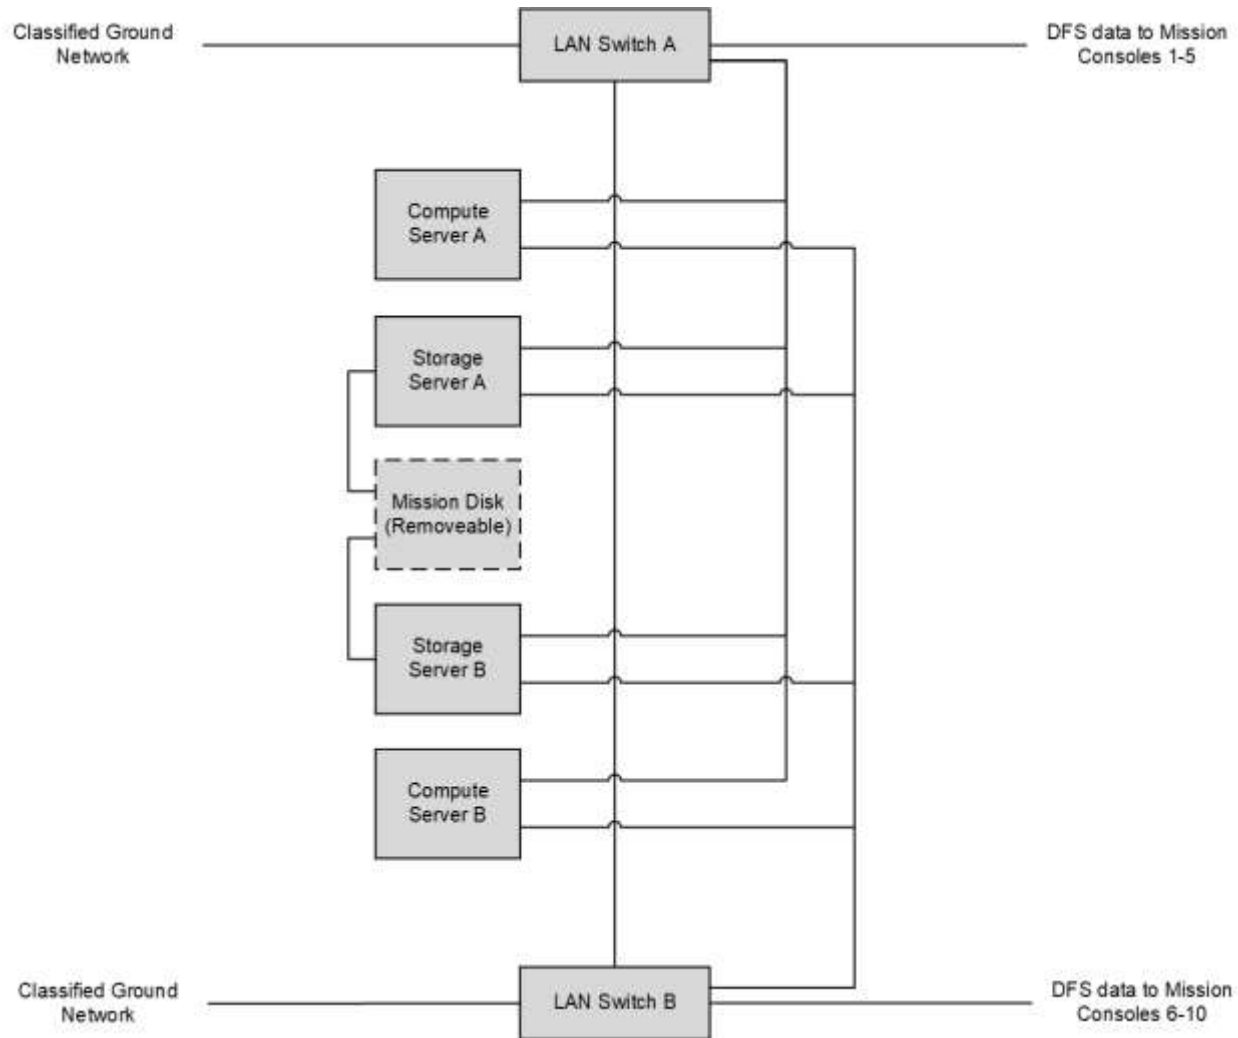 Classified Ground
Network
LAN Switch A
DFS data to Mission
Consoles 1-5
Compute
Server A
Storage
Server A
Mission Disk
(Removeable)
Storage
Server B
Compute
Server B
Classified Ground
Network
LAN Switch B
DFS data to Mission
Consoles 6-10